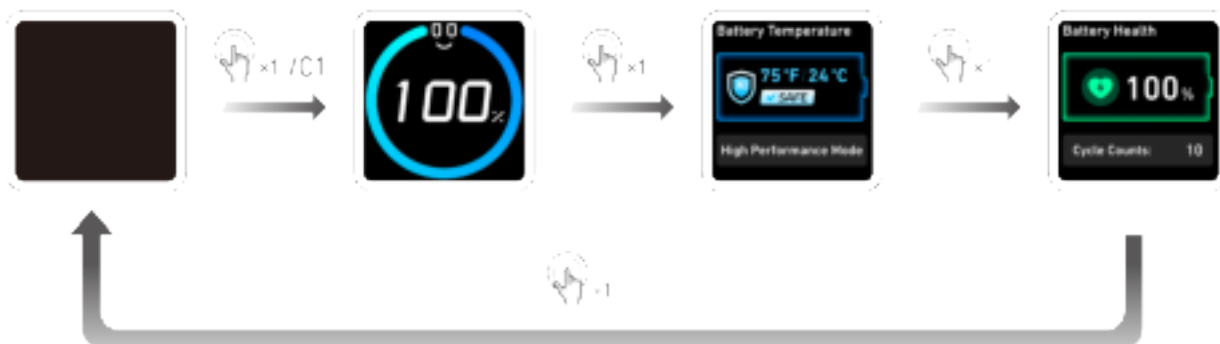 ×1 /C1
100%
×1
Battery Temperature
75°F 24°C
SAFE
High Performance Mode
Battery Health
100%
Cycle Counts: 10
×1